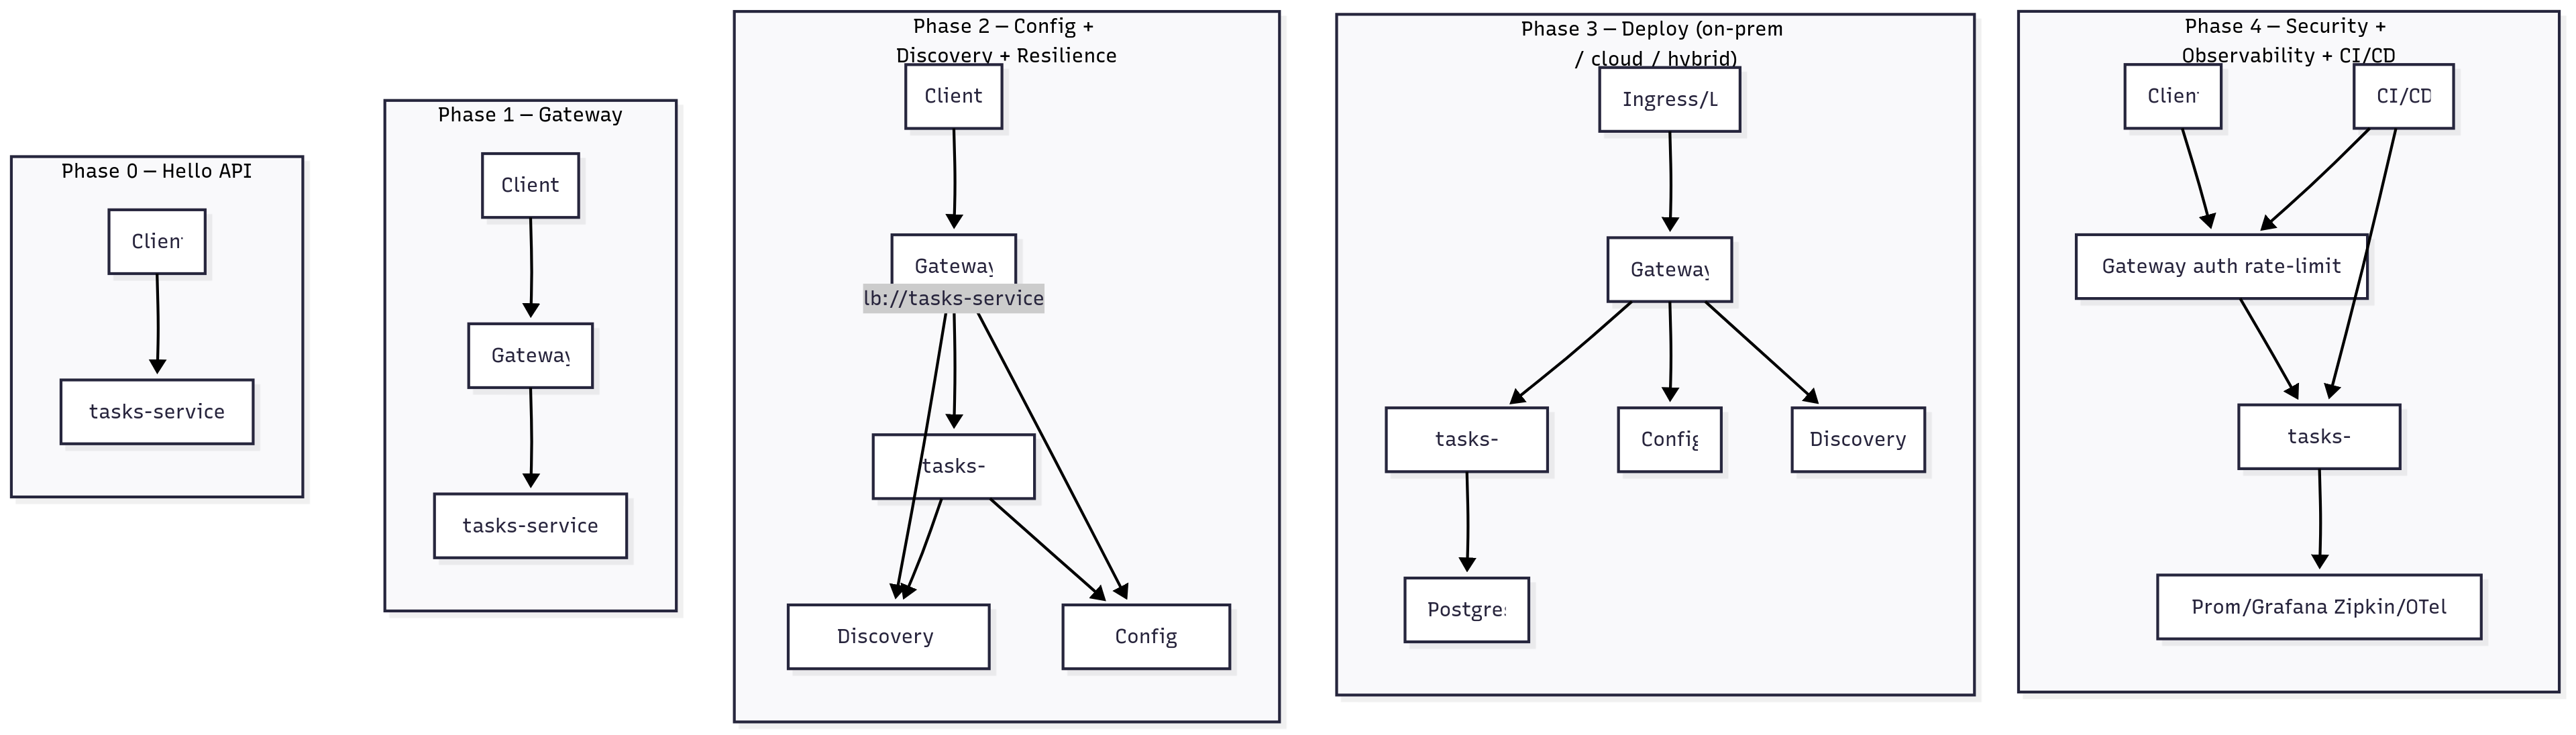 Phase 0 — Hello API
Client
tasks-service
Phase 1 — Gateway
Client
Gateway
tasks-service
Phase 2 — Config +
Discovery + Resilience
Client
Gateway
lb://tasks-service
tasks-
Discovery
Config
Phase 3 — Deploy (on-prem
/ cloud / hybrid)
Ingress/L
Gateway
tasks-
Config
Discovery
Postgres
Phase 4 — Security +
Observability + CI/CD
Client
CI/CD
Gateway auth rate-limit
tasks-
Prom/Grafana Zipkin/OTel